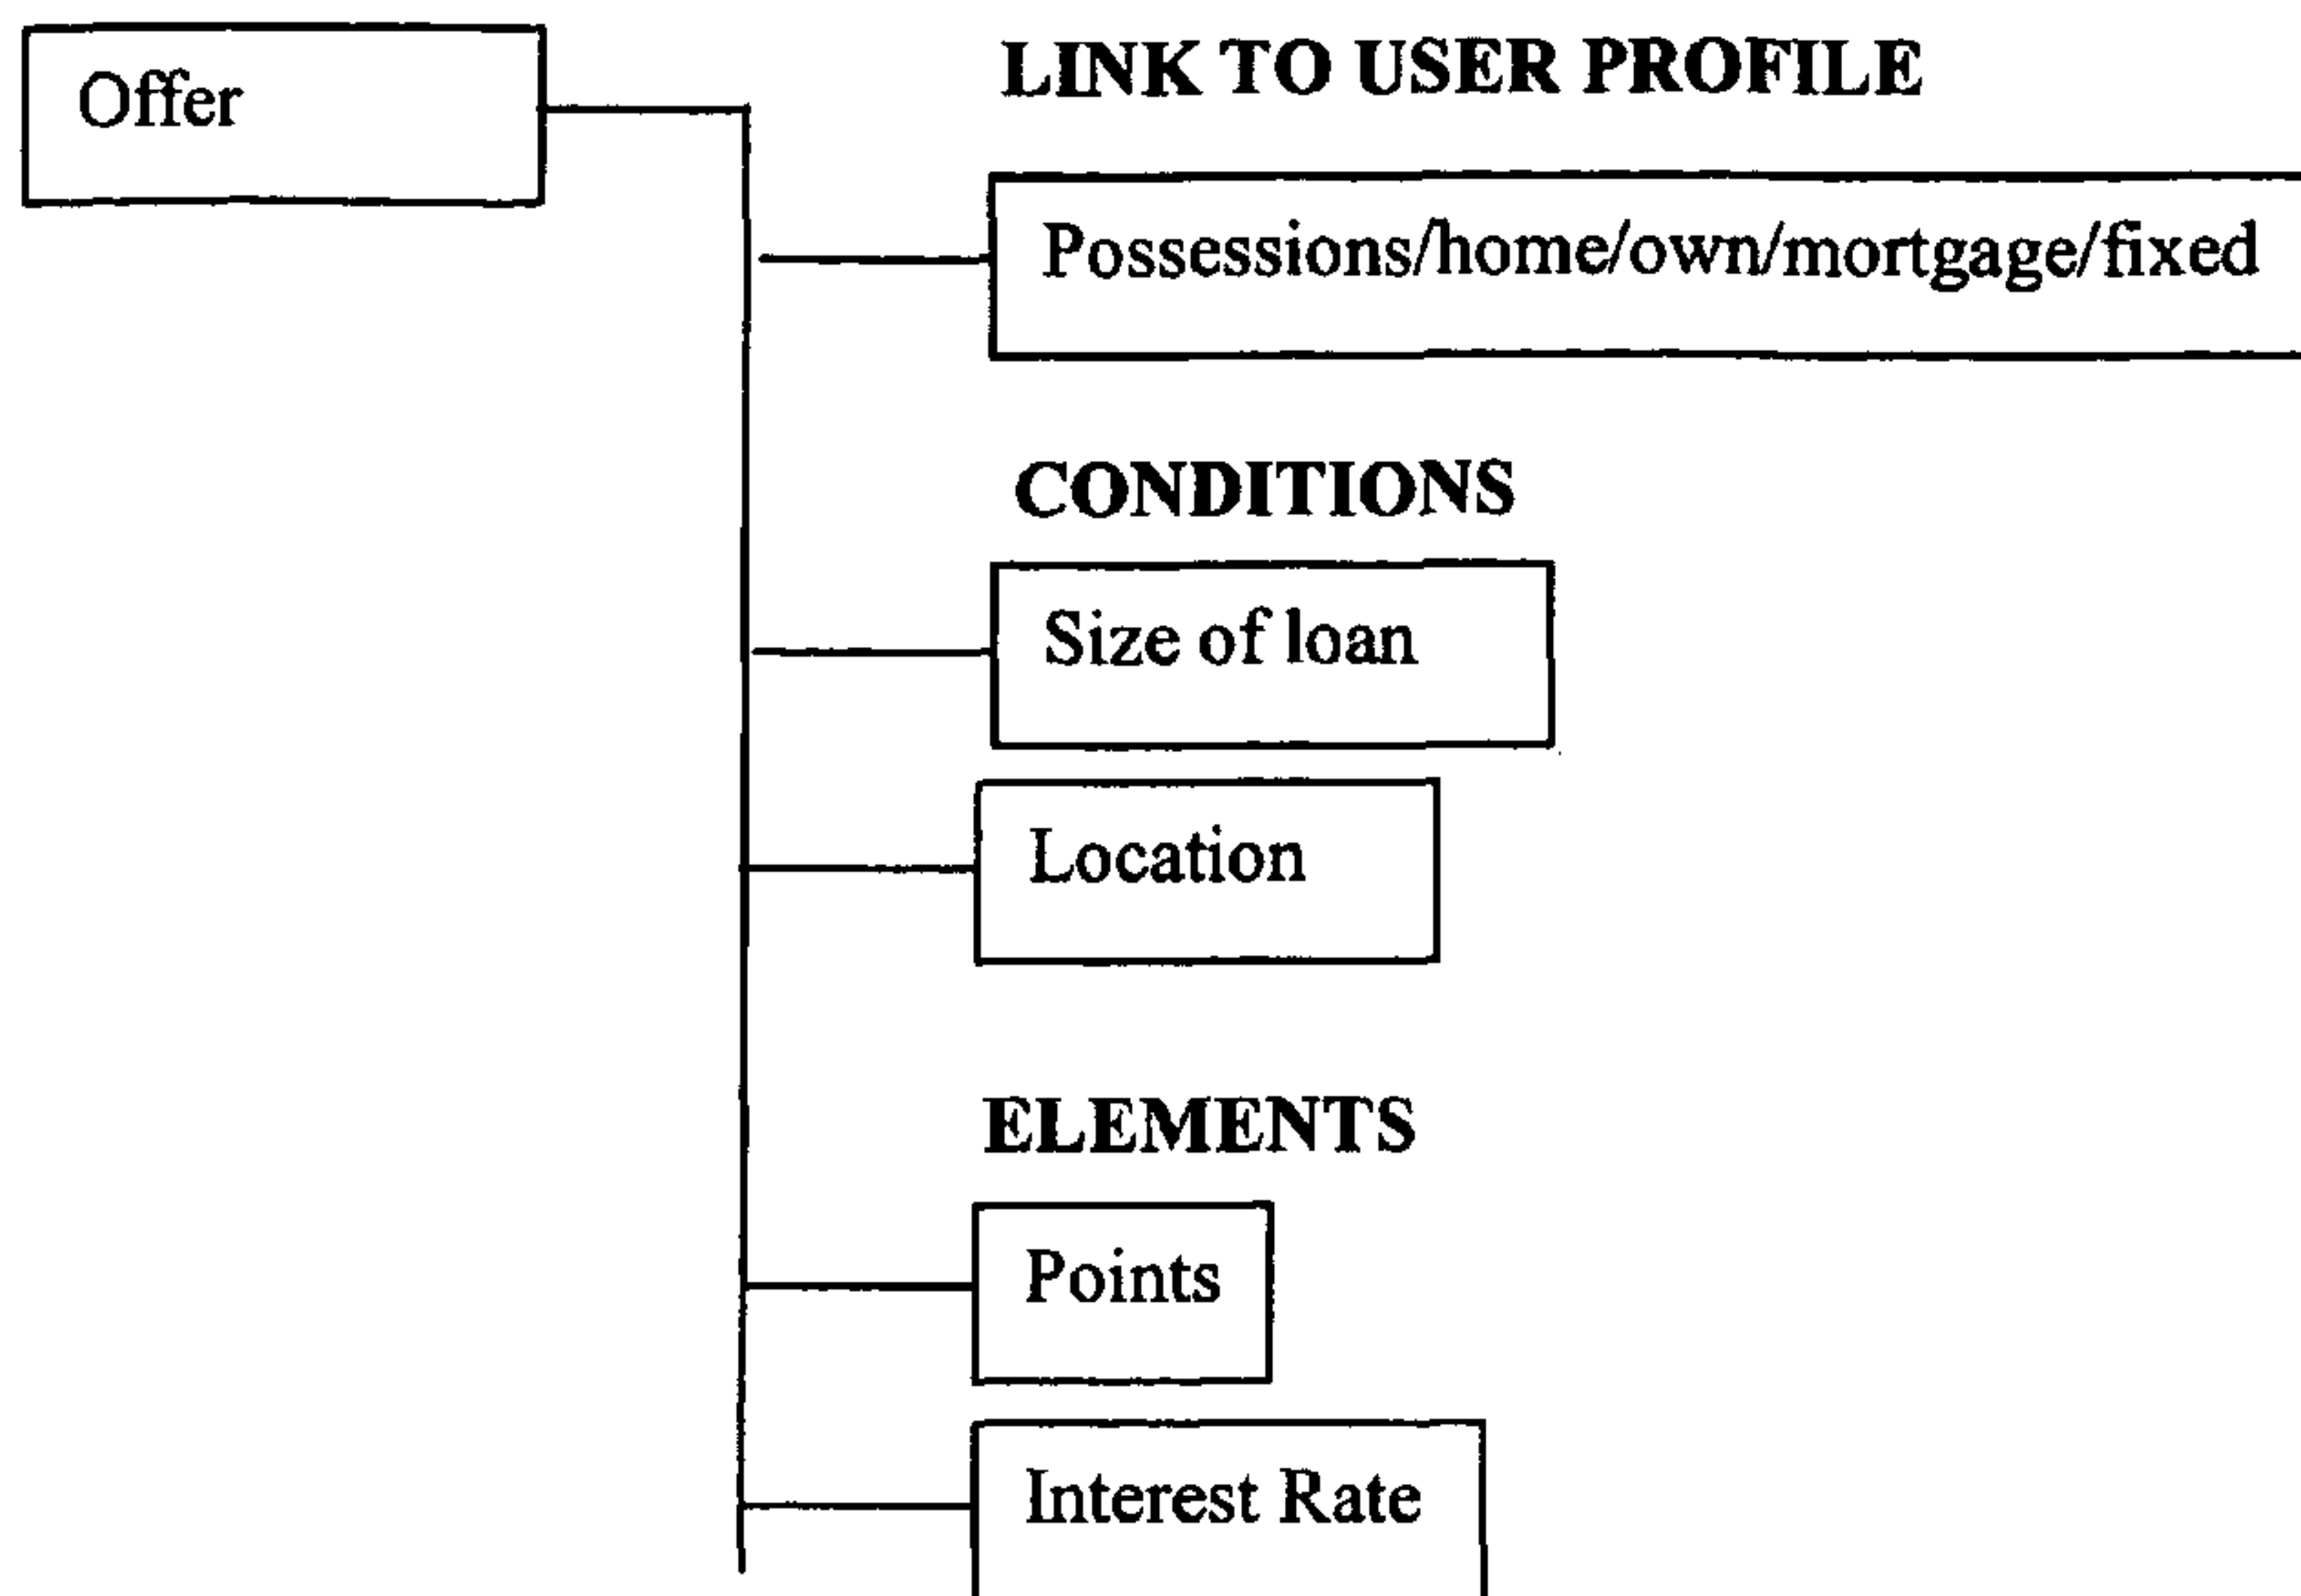 Offer
LINK TO USER PROFILE
Possessions/home/own/mortgage/fixed
CONDITIONS
Size of loan
Location
ELEMENTS
Points
Interest Rate